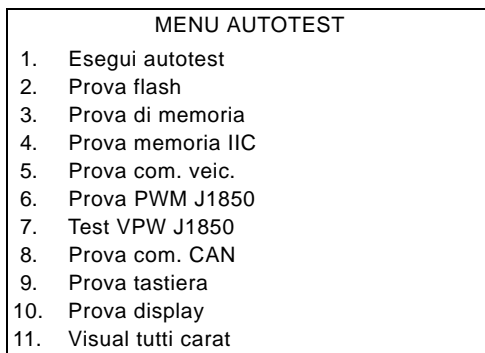 MENU AUTOTEST
1. Esegui autotest
2. Prova flash
3. Prova di memoria
4. Prova memoria IIC
5. Prova com. veic.
6. Prova PWM J1850
7. Test VPW J1850
8. Prova com. CAN
9. Prova tastiera
10. Prova display
11. Visual tutti carat